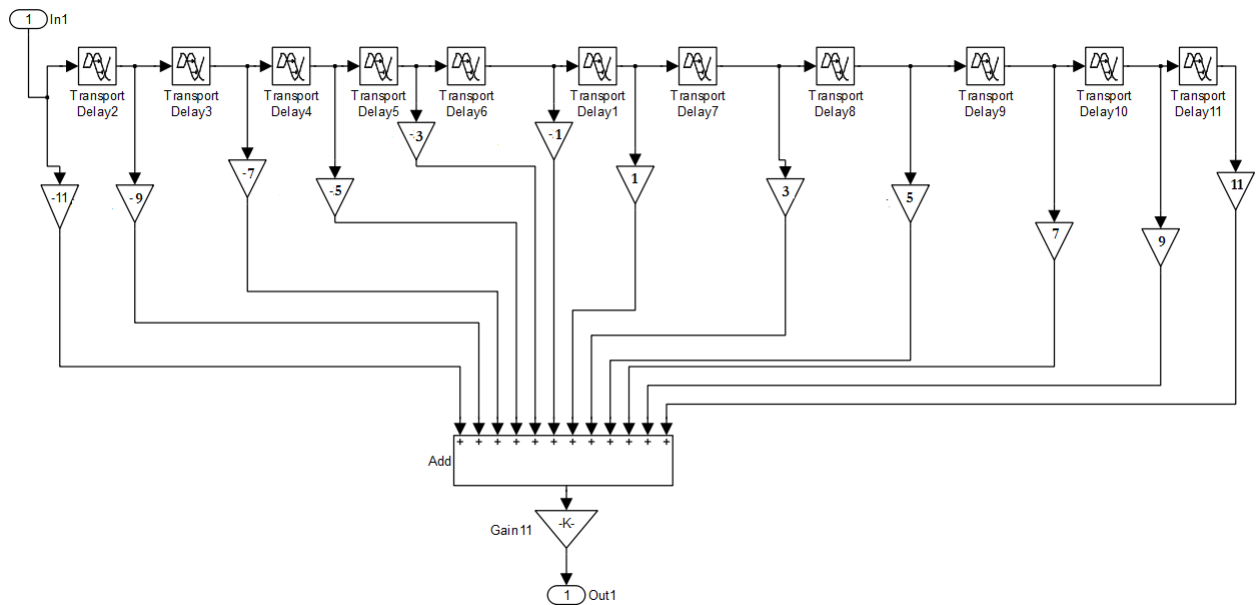 1 In1
Transport Delay2
Transport Delay3
Transport Delay4
Transport Delay5
Transport Delay6
Transport Delay1
Transport Delay7
Transport Delay8
Transport Delay9
Transport Delay10
Transport Delay11
-11
-9
-7
-5
-3
-1
1
3
5
7
9
11
+ + + + + + + + + + + +
Add
-K-
Gain11
1 Out1